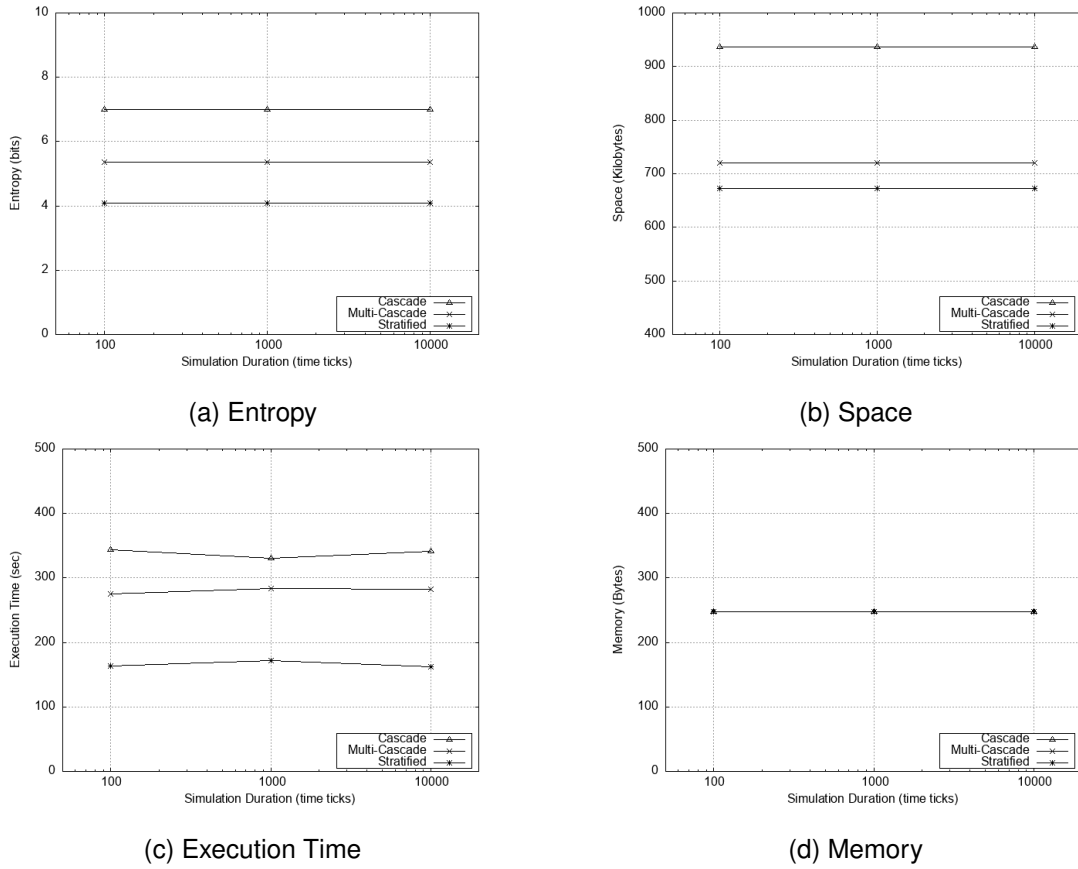 10
8
6
4
2
0
Entropy (bits)
100
1000
10000
Simulation Duration (time ticks)
Cascade
Multi-Cascade
Stratified
(a) Entropy
1000
900
800
700
600
500
400
Space (Kilobytes)
100
1000
10000
Simulation Duration (time ticks)
Cascade
Multi-Cascade
Stratified
(b) Space
500
400
300
200
100
0
Execution Time (sec)
100
1000
10000
Simulation Duration (time ticks)
Cascade
Multi-Cascade
Stratified
(c) Execution Time
500
400
300
200
100
0
Memory (Bytes)
100
1000
10000
Simulation Duration (time ticks)
Cascade
Multi-Cascade
Stratified
(d) Memory